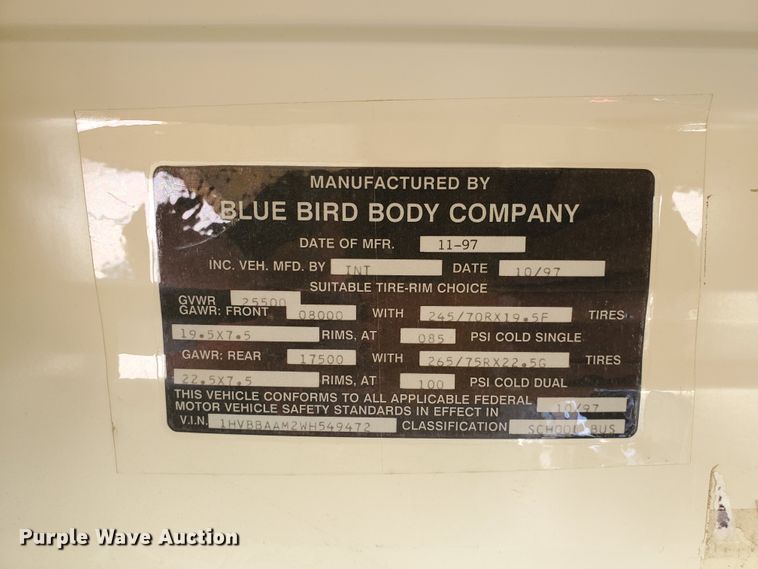 MANUFACTURED BY
BLUE BIRD BODY COMPANY
DATE OF MFR. 11-97
INC. VEH. MFD. BY INT DATE 10/97
SUITABLE TIRE-RIM CHOICE
GVWR 25500
GAWR: FRONT 08000 WITH 245/70RX19.5F TIRES
19.5X7.5 RIMS, AT 085 PSI COLD SINGLE
GAWR: REAR 17500 WITH 265/75RX22.5G TIRES
22.5X7.5 RIMS, AT 100 PSI COLD DUAL
THIS VEHICLE CONFORMS TO ALL APPLICABLE FEDERAL
MOTOR VEHICLE SAFETY STANDARDS IN EFFECT IN 10/97
V.I.N. 1HVBBAAM2WH549472 CLASSIFICATION SCHOOL BUS
Purple Wave Auction